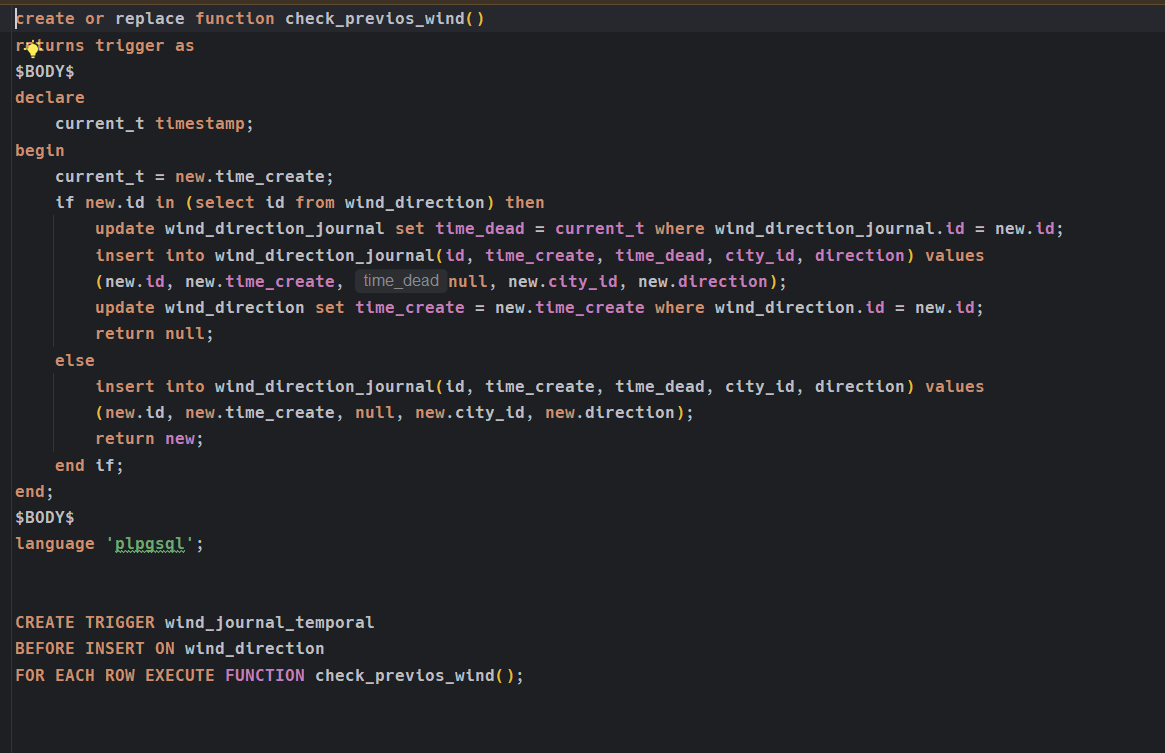 create or replace function check_previos_wind()
returns trigger as
$BODY$
declare
    current_t timestamp;
begin
    current_t = new.time_create;
    if new.id in (select id from wind_direction) then
        update wind_direction_journal set time_dead = current_t where wind_direction_journal.id = new.id;
        insert into wind_direction_journal(id, time_create, time_dead, city_id, direction) values
        (new.id, new.time_create, time_dead null, new.city_id, new.direction);
        update wind_direction set time_create = new.time_create where wind_direction.id = new.id;
        return null;
    else
        insert into wind_direction_journal(id, time_create, time_dead, city_id, direction) values
        (new.id, new.time_create, null, new.city_id, new.direction);
        return new;
    end if;
end;
$BODY$
language 'plpgsql';
CREATE TRIGGER wind_journal_temporal
BEFORE INSERT ON wind_direction
FOR EACH ROW EXECUTE FUNCTION check_previos_wind();